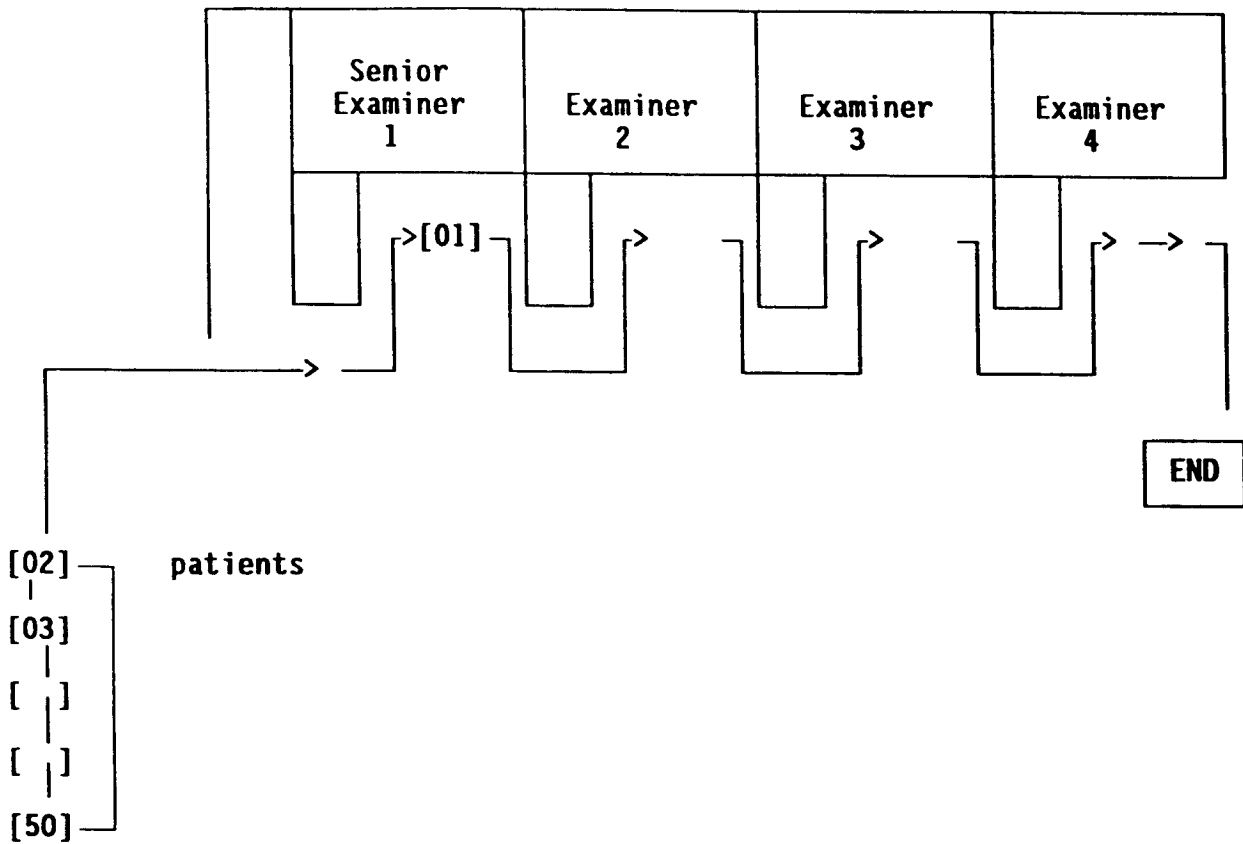 Senior
Examiner
1
Examiner
2
Examiner
3
Examiner
4
>[01]
END
[02]
patients
[03]
[ ]
[ ]
[50]